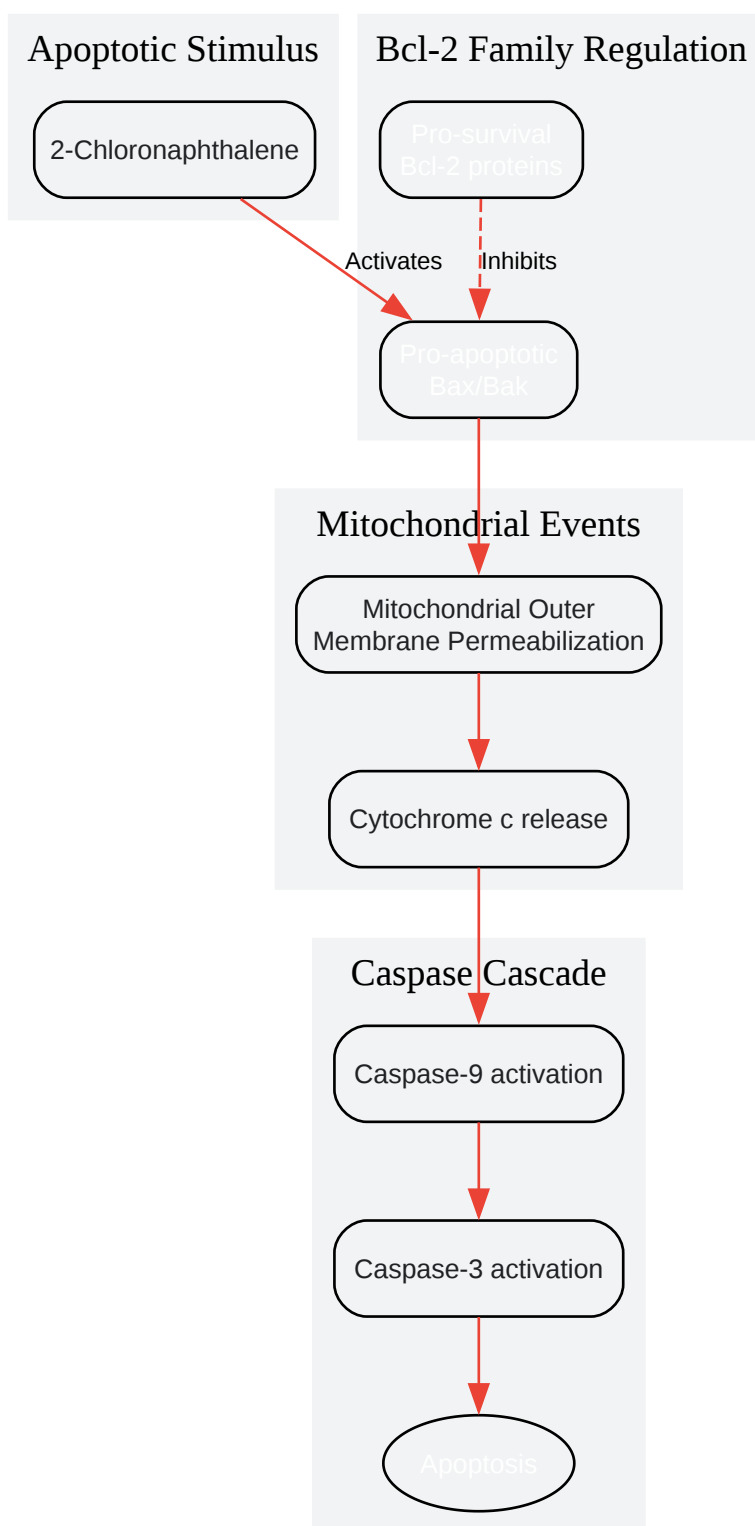 Apoptotic Stimulus
Bcl-2 Family Regulation
2-Chloronaphthalene
Pro-survival
Bcl-2 proteins
Activates
Inhibits
Pro-apoptotic
Bax/Bak
Mitochondrial Events
Mitochondrial Outer
Membrane Permeabilization
Cytochrome c release
Caspase Cascade
Caspase-9 activation
Caspase-3 activation
Apoptosis